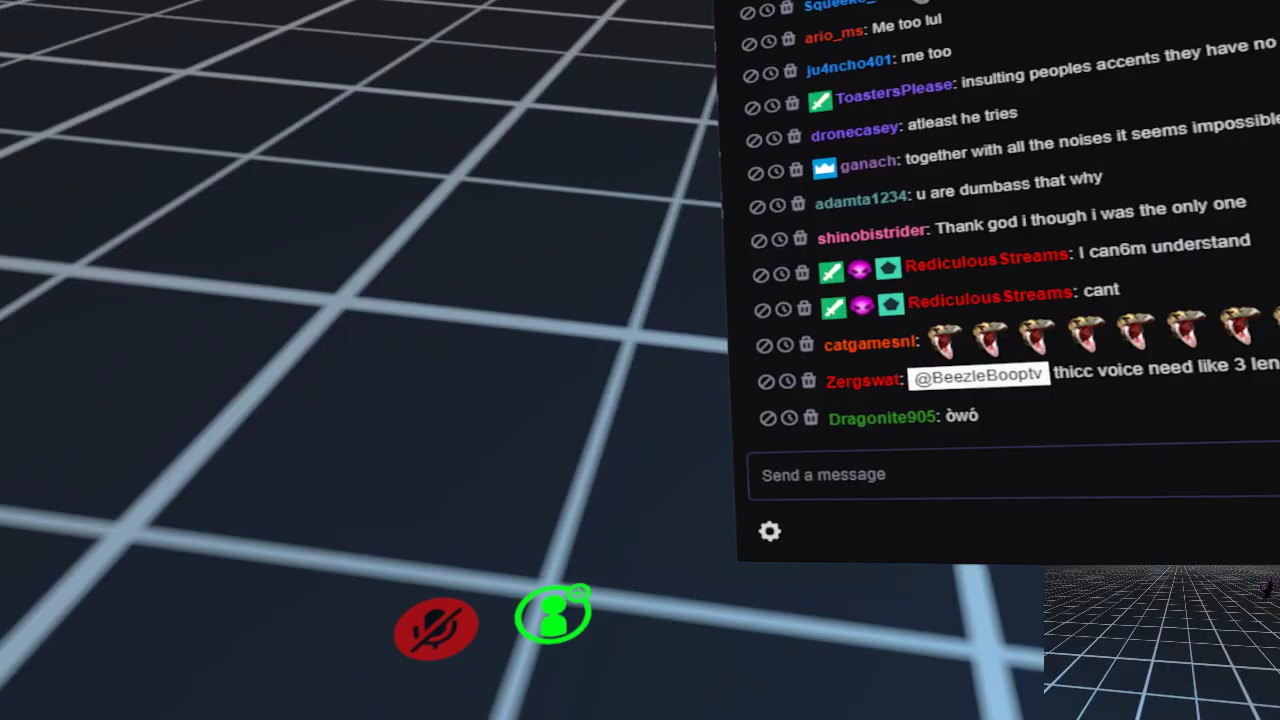 ario_ms: Me too lul
ju4ncho401: me too
ToastersPlease: insulting peoples accents they have no
dronecasey: atleast he tries
ganach: together with all the noises it seems impossible
adamta1234: u are dumbass that why
shinobistrider: Thank god i though i was the only one
RediculousStreams: I can6m understand
RediculousStreams: cant
catgamesnl:
Zergswat: @BeezleBooptv thicc voice need like 3 len
Dragonite905: òwó
Send a message